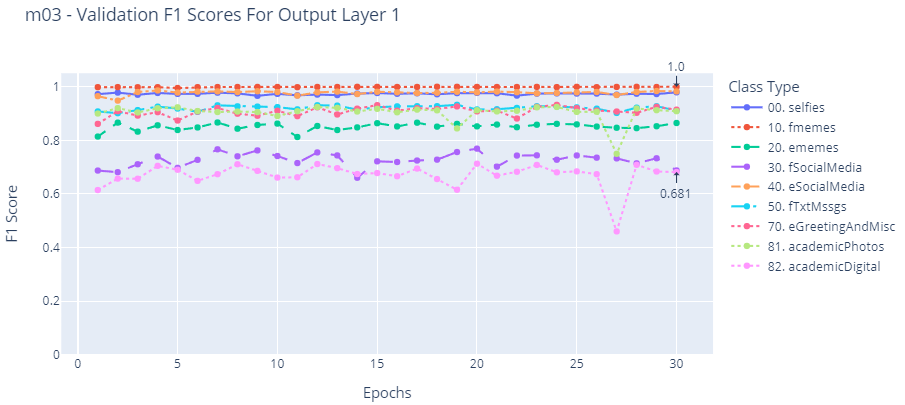 m03 - Validation F1 Scores For Output Layer 1
1.0
0.681
F1 Score
1
0.8
0.6
0.4
0.2
0
0 5 10 15 20 25 30
Epochs
Class Type
00. selfies
10. fmemes
20. ememes
30. fSocialMedia
40. eSocialMedia
50. fTxtMssgs
70. eGreetingAndMisc
81. academicPhotos
82. academicDigital